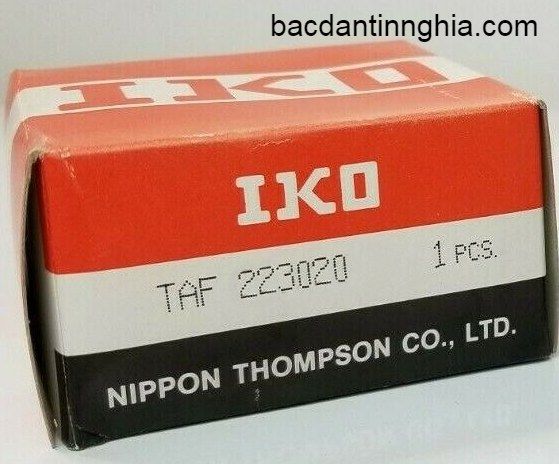 bacdantinnghia.com
IKO
IKO
TAF 223020 1 PCS.
NIPPON THOMPSON CO., LTD.